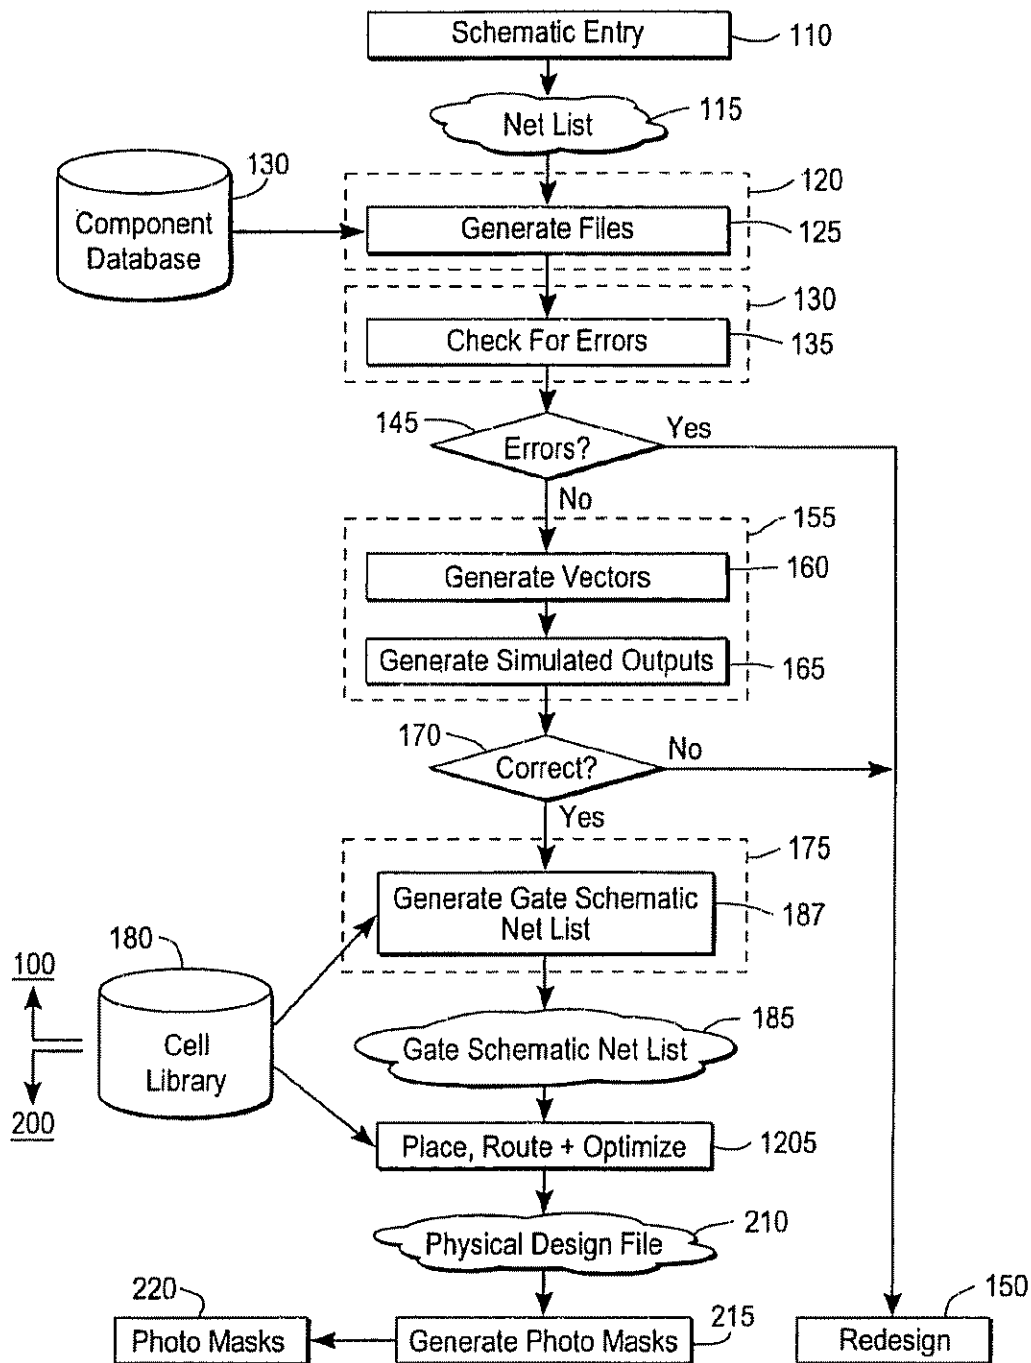 Schematic Entry
110
Net List
115
130
Component
Database
120
Generate Files
125
130
Check For Errors
135
145
Errors?
Yes
No
155
Generate Vectors
160
Generate Simulated Outputs
165
170
Correct?
No
Yes
175
Generate Gate Schematic
Net List
187
180
100
Cell
Library
200
185
Gate Schematic Net List
Place, Route + Optimize
1205
210
Physical Design File
220
Photo Masks
Generate Photo Masks
215
150
Redesign